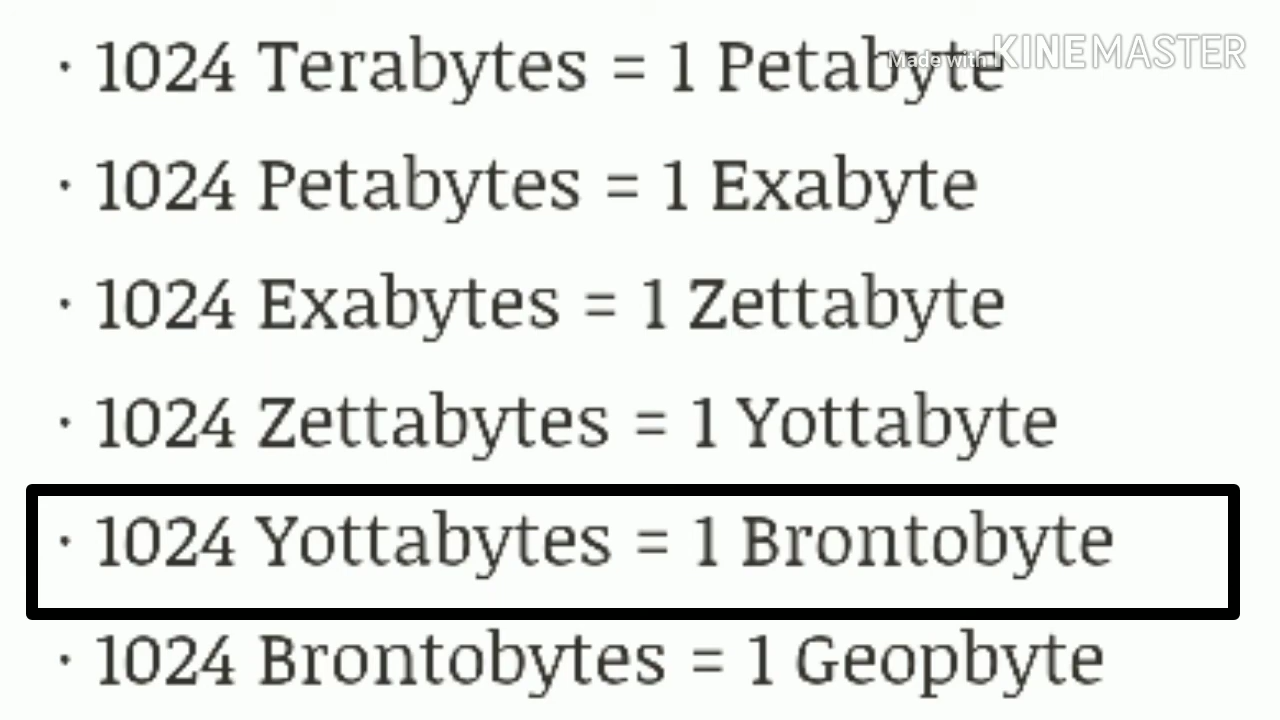 · 1024 Terabytes = 1 Petabyte
Made with KINEMASTER
· 1024 Petabytes = 1 Exabyte
· 1024 Exabytes = 1 Zettabyte
· 1024 Zettabytes = 1 Yottabyte
· 1024 Yottabytes = 1 Brontobyte
· 1024 Brontobytes = 1 Geopbyte